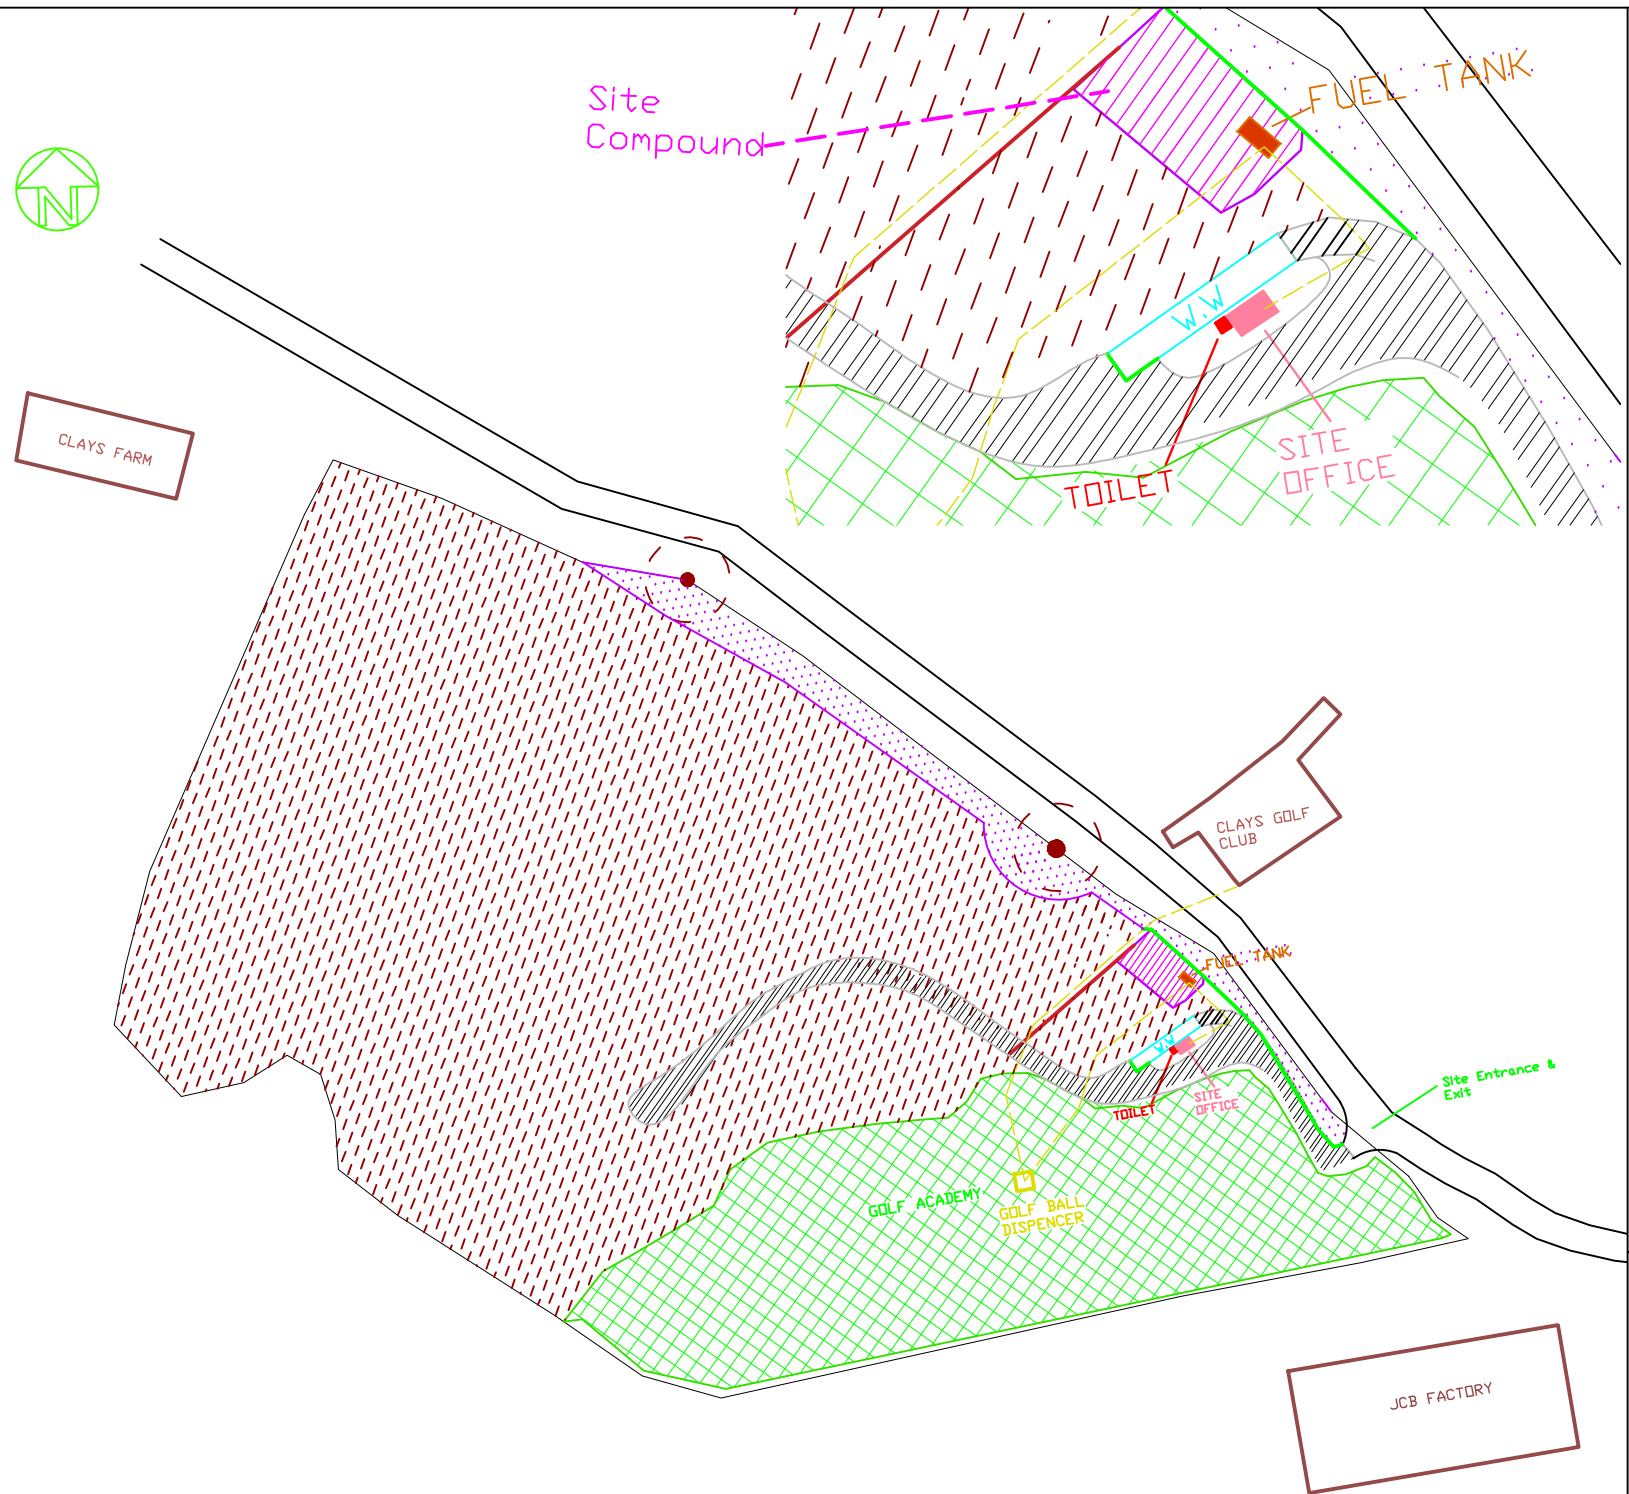 Site
Compound
FUEL TANK
N
W.W
CLAYS FARM
SITE
OFFICE
TOILET
CLAYS GOLF
CLUB
FUEL TANK
W.W
SITE
OFFICE
TOILET
Site Entrance &
Exit
GOLF ACADEMY
GOLF BALL
DISPENCER
JCB FACTORY